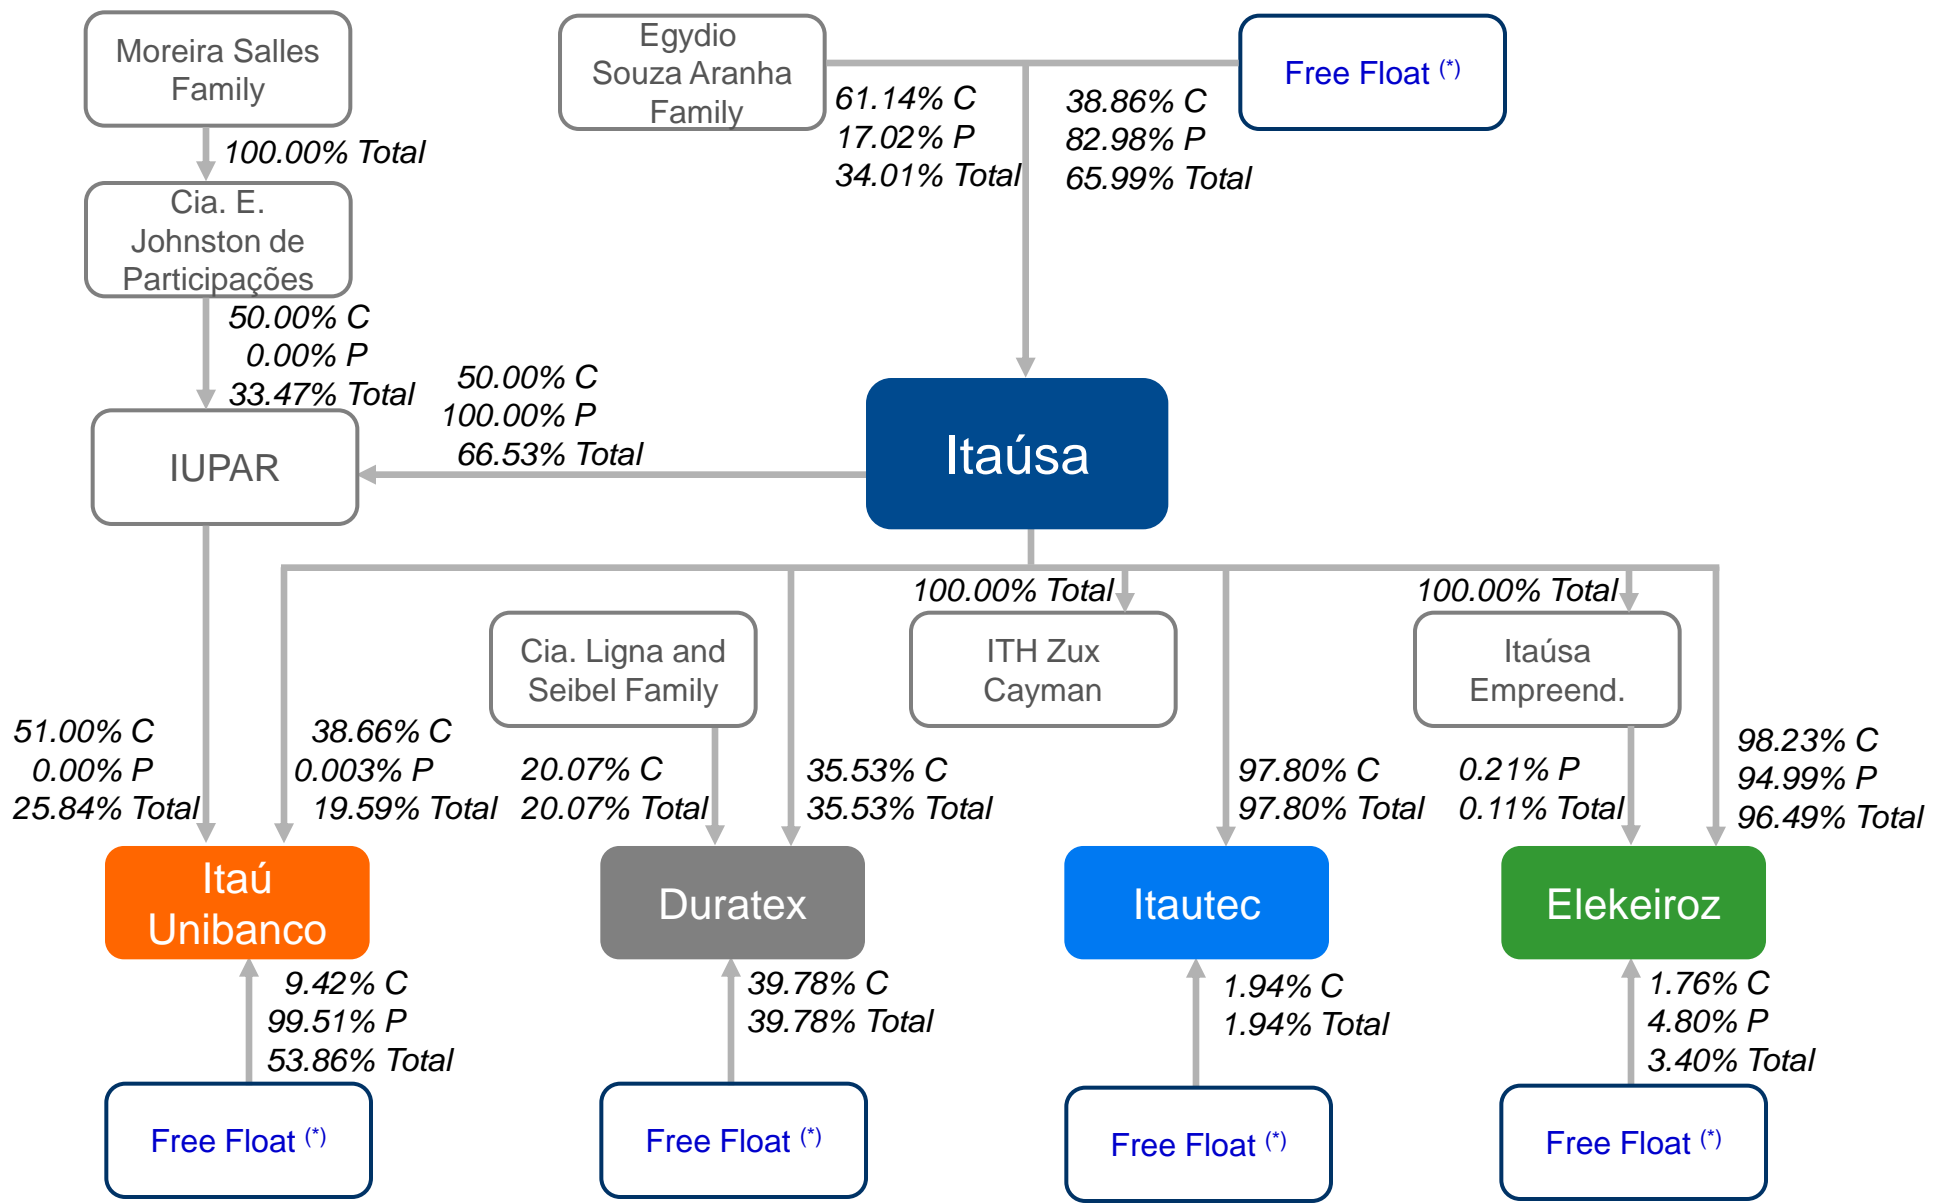 Moreira Salles
Family
Egydio
Souza Aranha
Family
Free Float (*)
61.14% C
17.02% P
34.01% Total
38.86% C
82.98% P
65.99% Total
100.00% Total
Cia. E.
Johnston de
Participações
50.00% C
0.00% P
33.47% Total
50.00% C
100.00% P
66.53% Total
IUPAR
Itaúsa
100.00% Total
100.00% Total
Cia. Ligna and
Seibel Family
ITH Zux
Cayman
Itaúsa
Empreend.
51.00% C
0.00% P
25.84% Total
38.66% C
0.003% P
19.59% Total
20.07% C
20.07% Total
35.53% C
35.53% Total
97.80% C
97.80% Total
0.21% P
0.11% Total
98.23% C
94.99% P
96.49% Total
Itaú
Unibanco
Duratex
Itautec
Elekeiroz
9.42% C
99.51% P
53.86% Total
39.78% C
39.78% Total
1.94% C
1.94% Total
1.76% C
4.80% P
3.40% Total
Free Float (*)
Free Float (*)
Free Float (*)
Free Float (*)